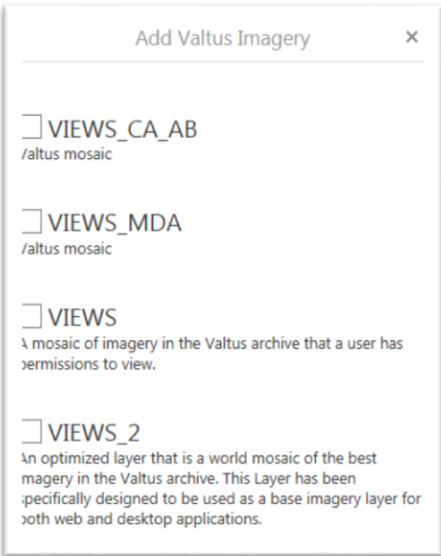 Add Valtus Imagery ×
VIEWS_CA_AB
Valtus mosaic
VIEWS_MDA
Valtus mosaic
VIEWS
A mosaic of imagery in the Valtus archive that a user has
permissions to view.
VIEWS_2
An optimized layer that is a world mosaic of the best
imagery in the Valtus archive. This Layer has been
specifically designed to be used as a base imagery layer for
both web and desktop applications.